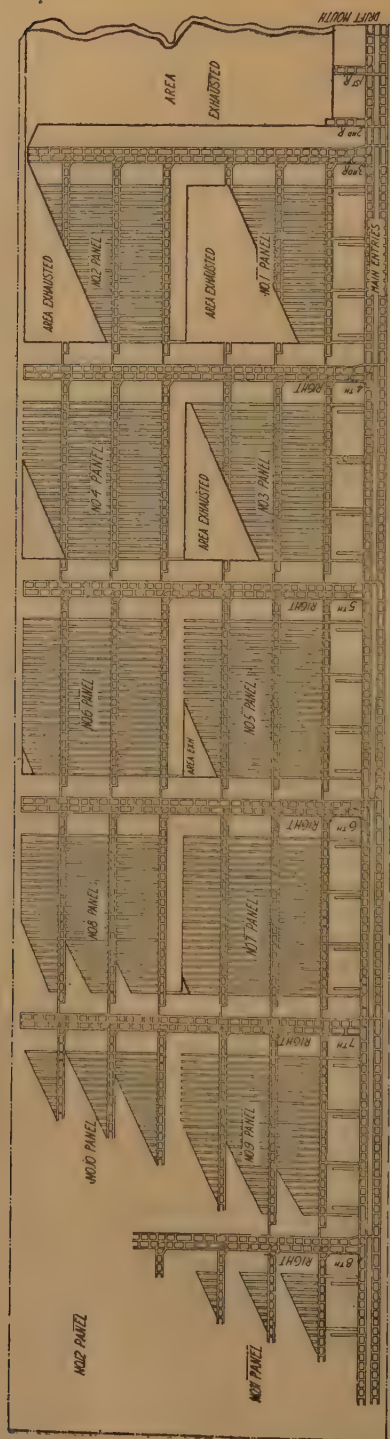 DRIFT MOUTH
1ST R
2ND R
3RD R
MAIN ENTRIES
AREA
EXHAUSTED
AREA EXHAUSTED
NO.2 PANEL
AREA EXHAUSTED
NO.1 PANEL
4TH
RIGHT
NO.4 PANEL
AREA EXHAUSTED
NO.3 PANEL
5TH
RIGHT
NO.6 PANEL
AREA EXH
NO.5 PANEL
6TH
RIGHT
NO.8 PANEL
NO.7 PANEL
7TH
RIGHT
NO.10 PANEL
NO.9 PANEL
8TH
RIGHT
NO.12 PANEL
NO.11 PANEL